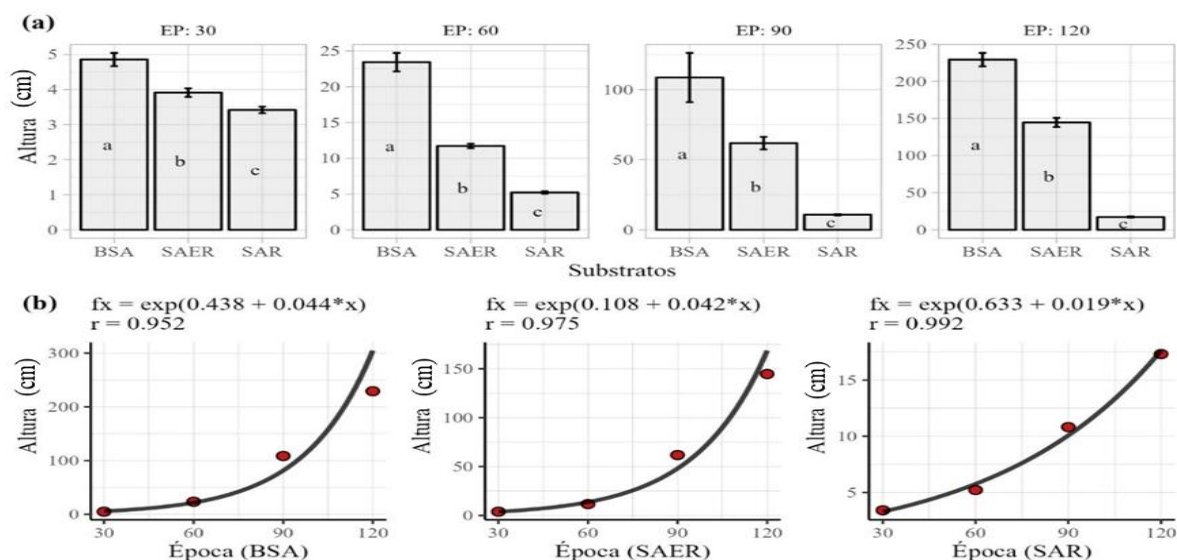 (a)
EP: 30
EP: 60
EP: 90
EP: 120
Altura (cm)
5
4
3
2
1
0
a
b
c
BSA SAER SAR
25
20
15
10
5
0
a
b
c
BSA SAER SAR
100
50
0
a
b
c
BSA SAER SAR
250
200
150
100
50
0
a
b
c
BSA SAER SAR
Substratos
(b)
fx = exp(0.438 + 0.044*x)
r = 0.952
Altura (cm)
300
200
100
0
30 60 90 120
Época (BSA)
fx = exp(0.108 + 0.042*x)
r = 0.975
Altura (cm)
150
100
50
0
30 60 90 120
Época (SAER)
fx = exp(0.633 + 0.019*x)
r = 0.992
Altura (cm)
15
10
5
30 60 90 120
Época (SAR)